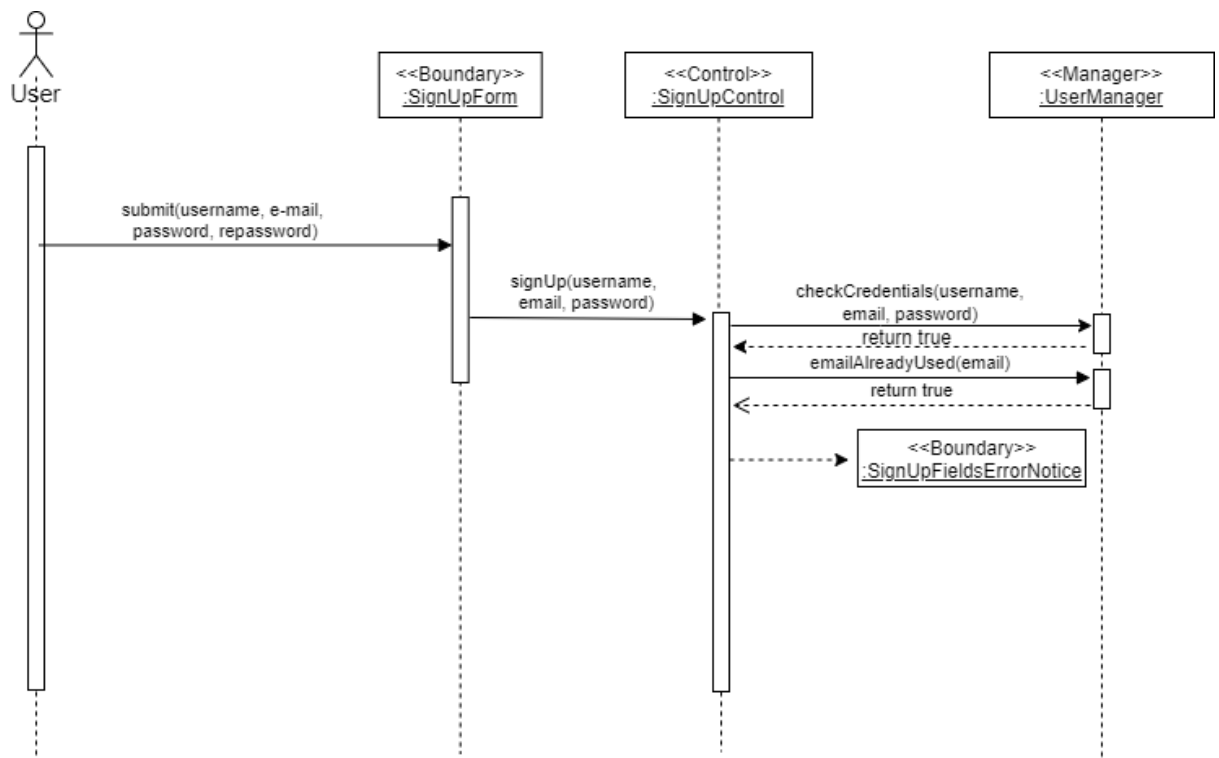 User
<<Boundary>>
:SignUpForm
<<Control>>
:SignUpControl
<<Manager>>
:UserManager
submit(username, e-mail,
password, repassword)
signUp(username,
email, password)
checkCredentials(username,
email, password)
return true
emailAlreadyUsed(email)
return true
<<Boundary>>
:SignUpFieldsErrorNotice